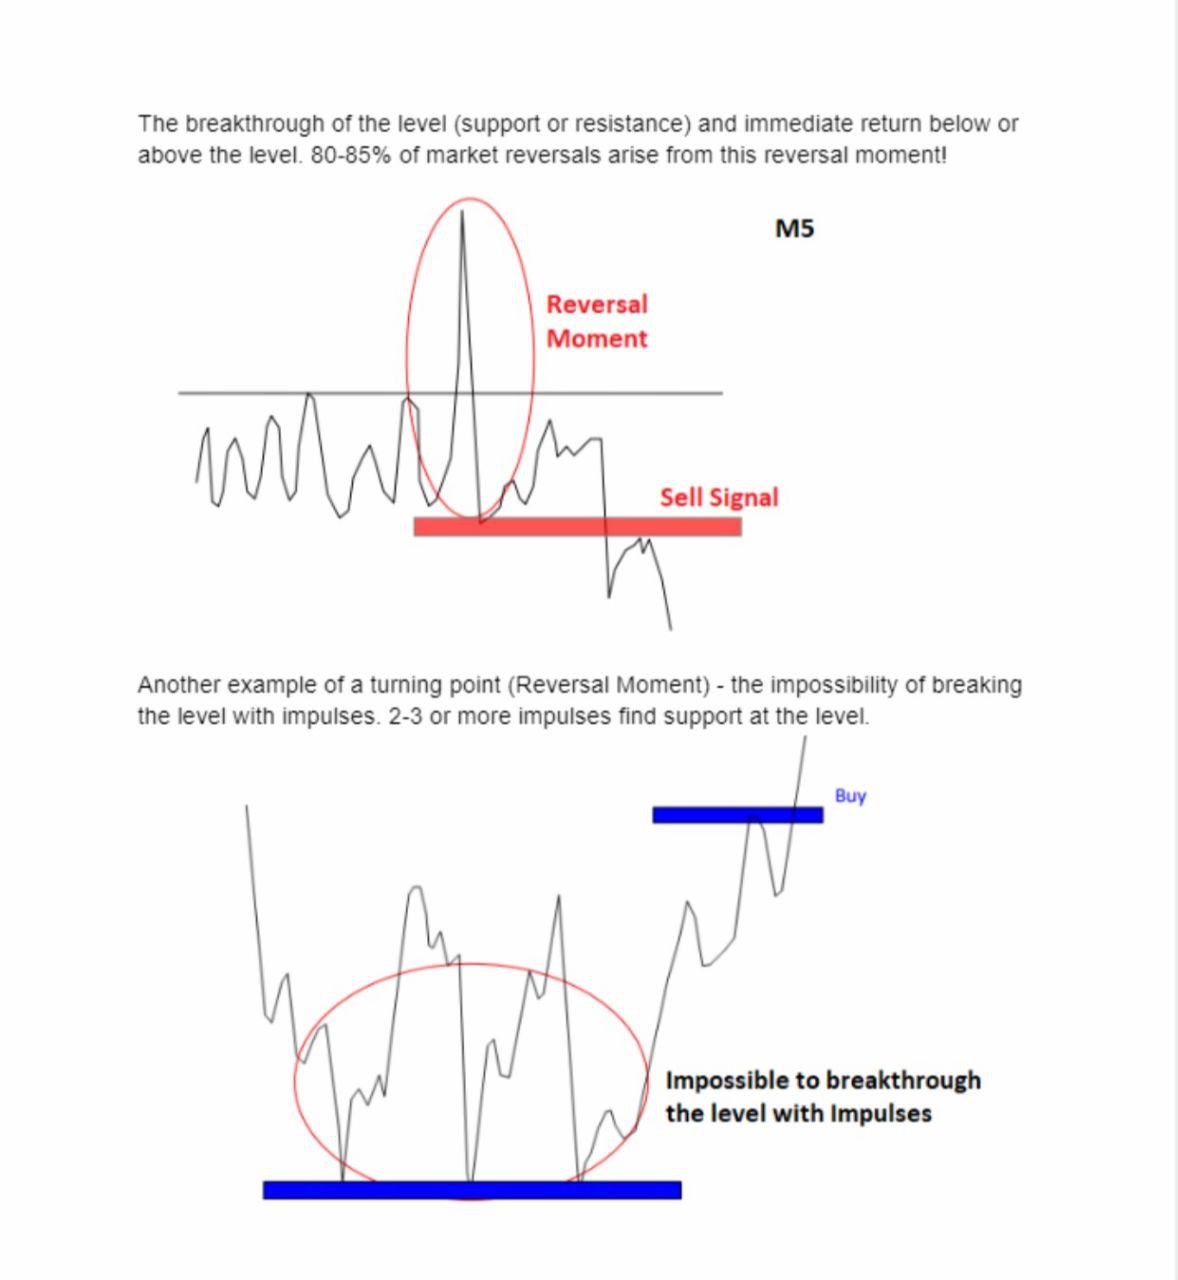 The breakthrough of the level (support or resistance) and immediate return below or
above the level. 80-85% of market reversals arise from this reversal moment!
M5
Reversal
Moment
Sell Signal
Another example of a turning point (Reversal Moment) - the impossibility of breaking
the level with impulses. 2-3 or more impulses find support at the level.
Buy
Impossible to breakthrough
the level with Impulses